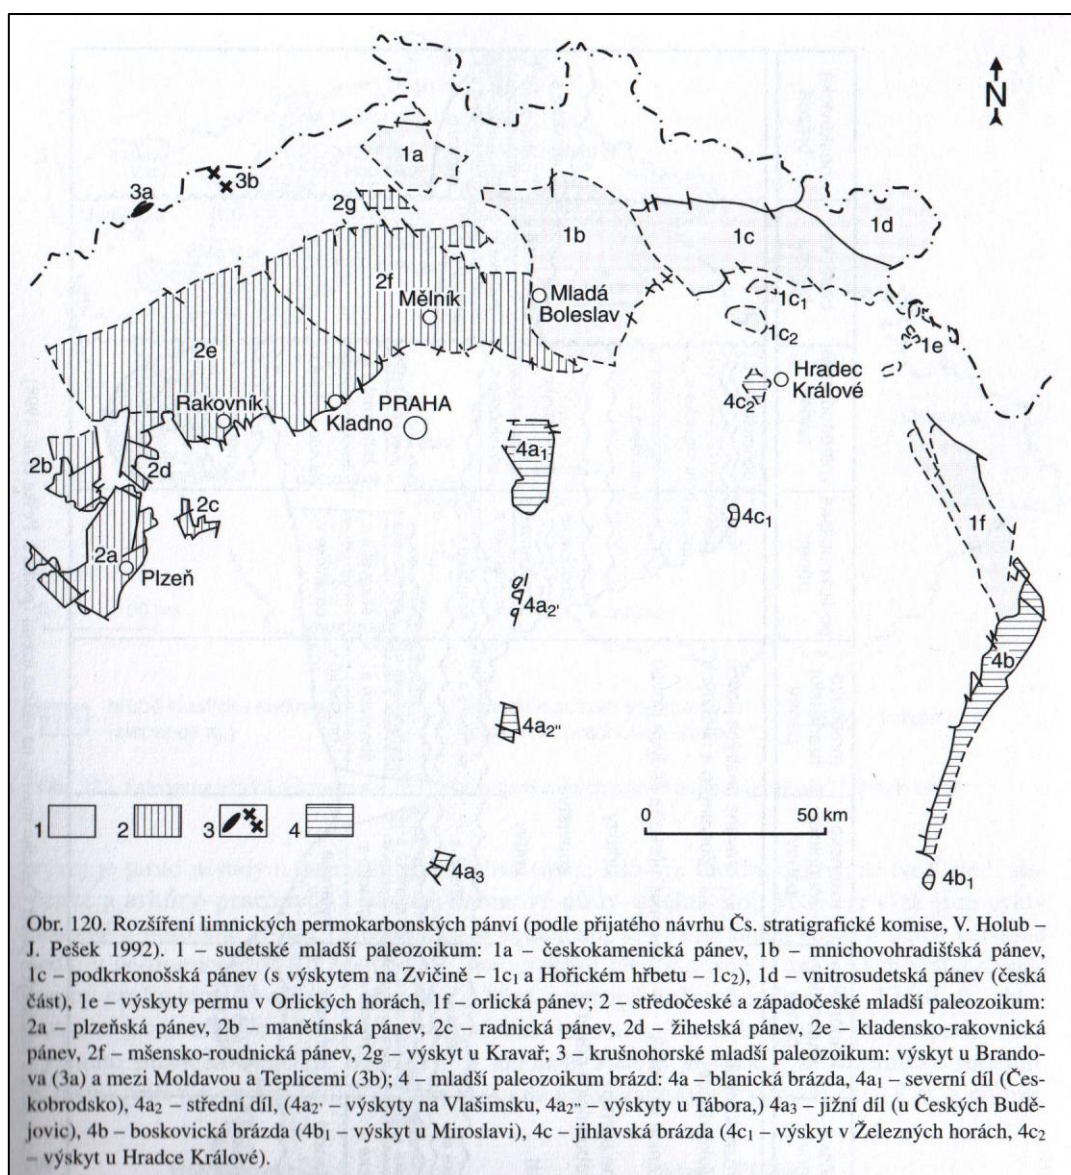 N
1a
3a
3b
2g
1b
1c
1d
2f
Mělník
Mladá
Boleslav
1c1
1c2
1e
2e
Hradec
Králové
4c2
Rakovník
Kladno
PRAHA
2b
2d
4a1
2c
4c1
1f
2a
Plzeň
4a2'
4b
4a2"
1
2
3
4
0 50 km
4a3
4b1
Obr. 120. Rozšíření limnických permokarbonských pánví (podle přijatého návrhu Čs. stratigrafické komise, V. Holub –
J. Pešek 1992). 1 – sudetské mladší paleozoikum: 1a – českokamenická pánev, 1b – mnichovohradišťská pánev,
1c – podkrkonošská pánev (s výskytem na Zvičině – 1c1 a Hořickém hřbetu – 1c2), 1d – vnitrosudetská pánev (česká
část), 1e – výskyty permu v Orlických horách, 1f – orlická pánev; 2 – středočeské a západočeské mladší paleozoikum:
2a – plzeňská pánev, 2b – manětínská pánev, 2c – radnická pánev, 2d – žihelská pánev, 2e – kladensko-rakovnická
pánev, 2f – mšensko-roudnická pánev, 2g – výskyt u Kravař; 3 – krušnohorské mladší paleozoikum: výskyt u Brando-
va (3a) a mezi Moldavou a Teplicemi (3b); 4 – mladší paleozoikum brázd: 4a – blanická brázda, 4a1 – severní díl (Čes-
kobrodsko), 4a2 – střední díl, (4a2' – výskyty na Vlašimsku, 4a2" – výskyty u Tábora,) 4a3 – jižní díl (u Českých Budě-
jovic), 4b – boskovická brázda (4b1 – výskyt u Miroslavi), 4c – jihlavská brázda (4c1 – výskyt v Železných horách, 4c2
– výskyt u Hradce Králové).